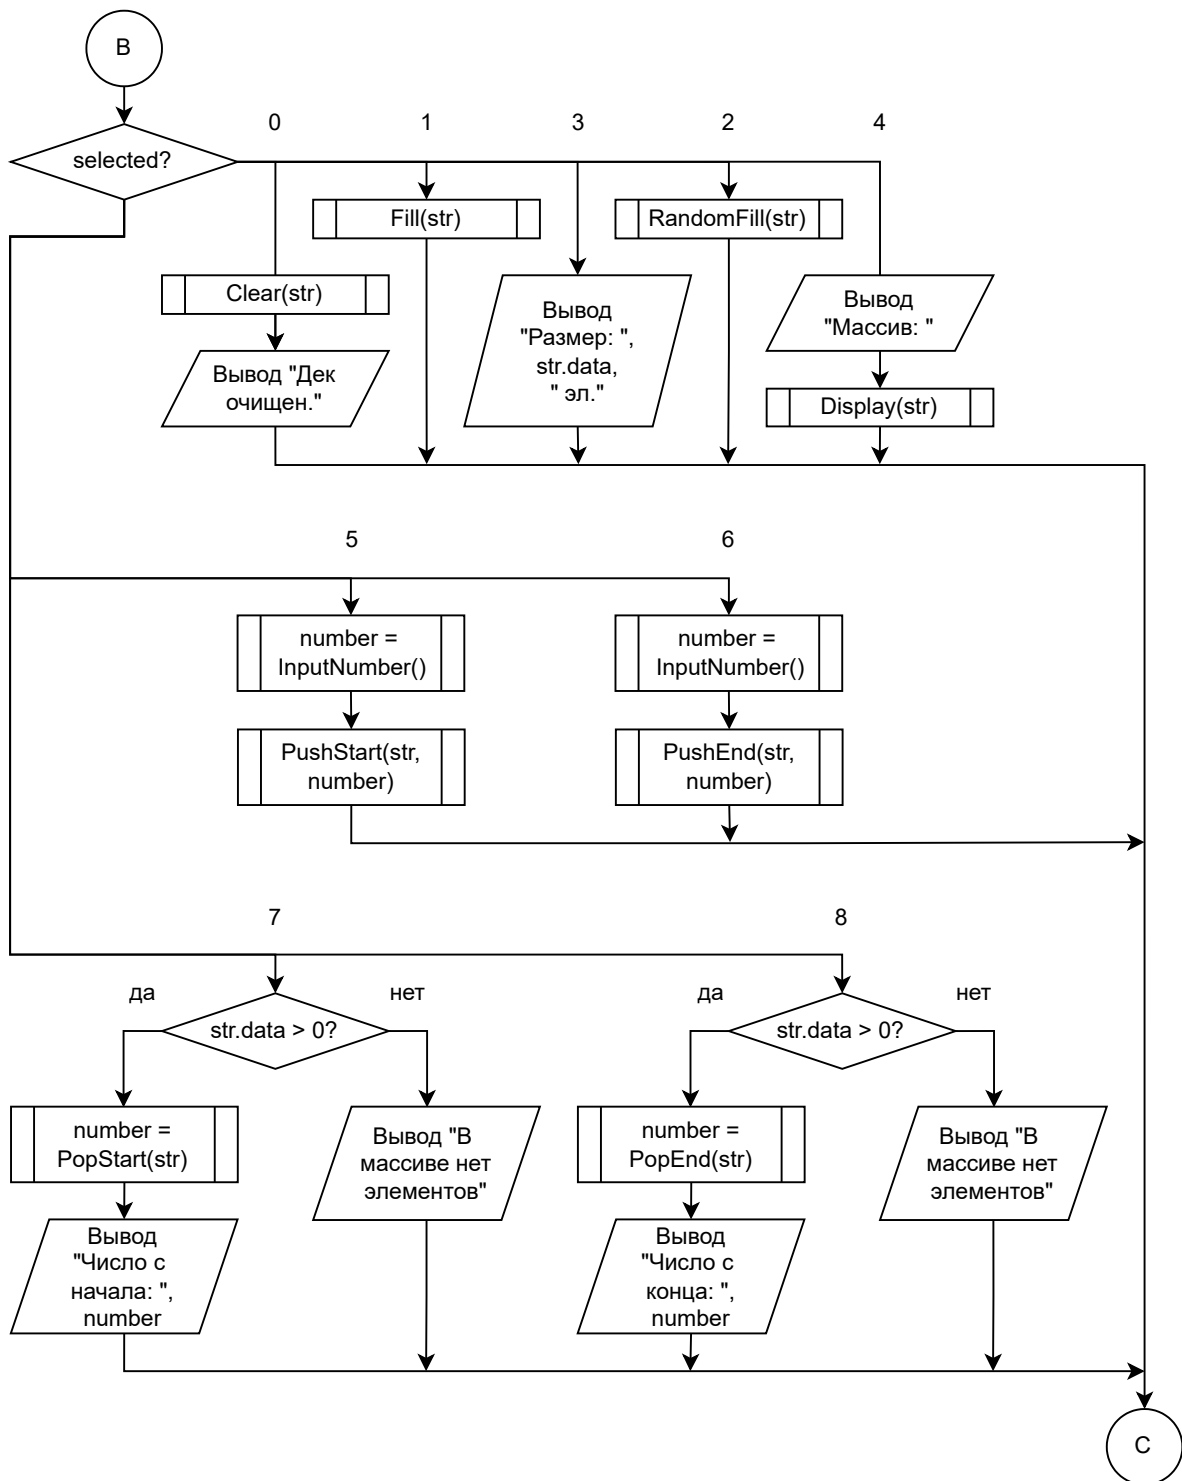 B
0
1
3
2
4
selected?
Fill(str)
RandomFill(str)
Clear(str)
Вывод
"Размер: ",
str.data,
" эл."
Вывод
"Массив: "
Вывод "Дек
очищен."
Display(str)
5
6
number =
InputNumber()
number =
InputNumber()
PushStart(str,
number)
PushEnd(str,
number)
7
8
да
нет
да
нет
str.data > 0?
str.data > 0?
number =
PopStart(str)
Вывод "В
массиве нет
элементов"
number =
PopEnd(str)
Вывод "В
массиве нет
элементов"
Вывод
"Число с
начала: ",
number
Вывод
"Число с
конца: ",
number
C